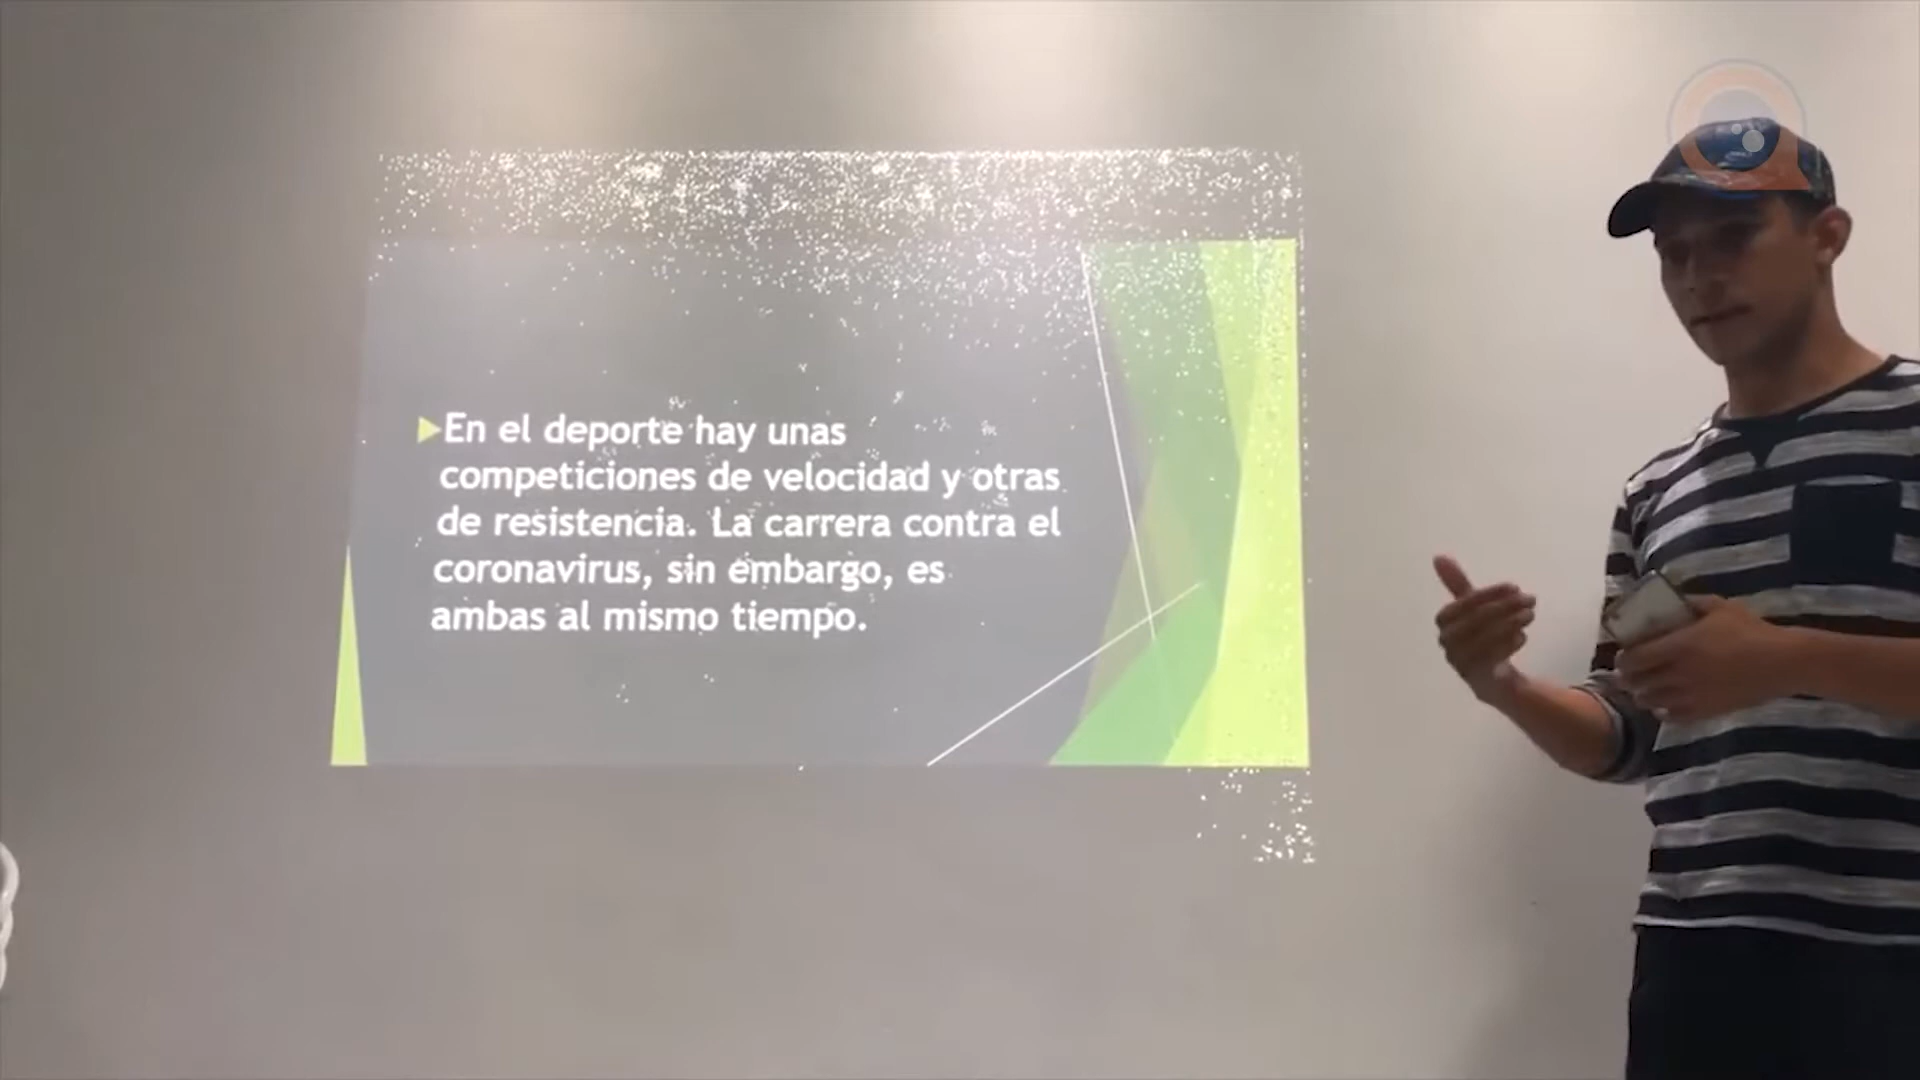 En el deporte hay unas
competiciones de velocidad y otras
de resistencia. La carrera contra el
coronavirus, sin embargo, es
ambas al mismo tiempo.